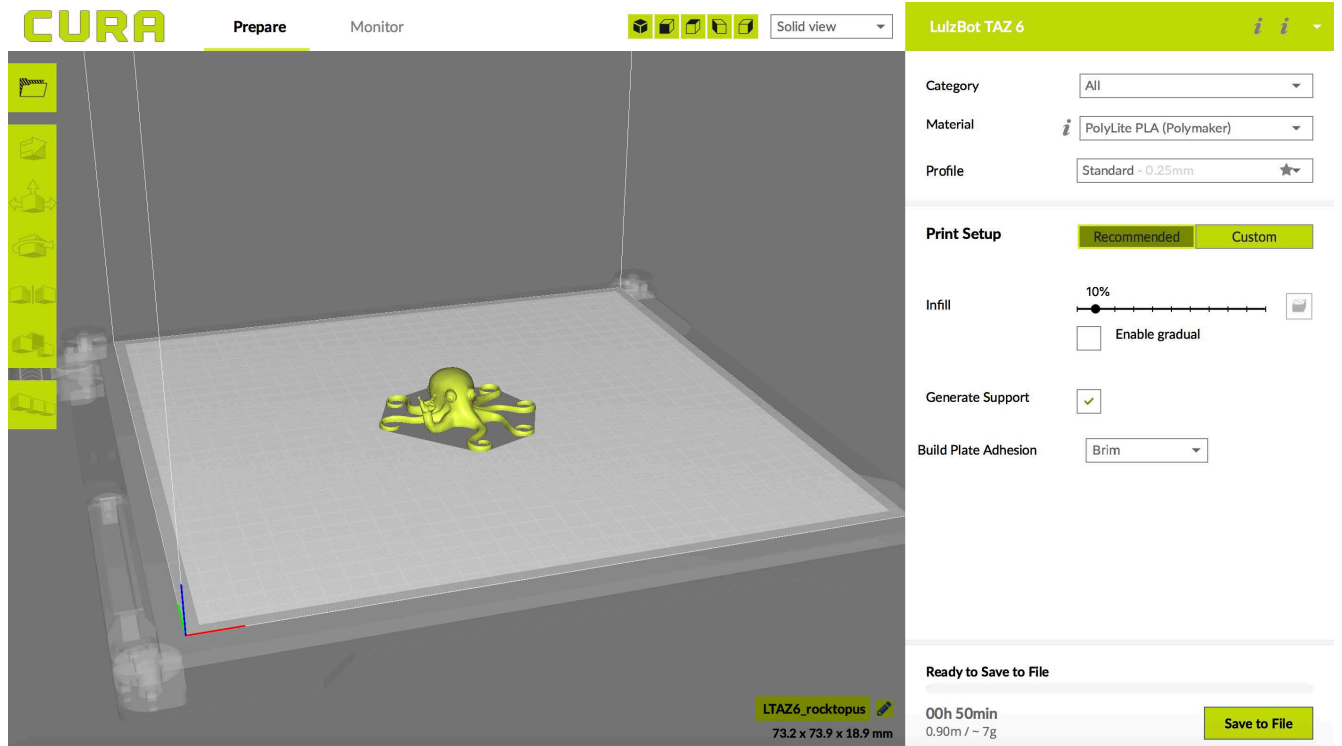 CURA
Prepare
Monitor
Solid view
LulzBot TAZ 6
i i
Category
All
Material
i
PolyLite PLA (Polymaker)
Profile
Standard - 0.25mm
Print Setup
Recommended
Custom
Infill
10%
Enable gradual
Generate Support
Build Plate Adhesion
Brim
LTAZ6_rocktopus
73.2 x 73.9 x 18.9 mm
Ready to Save to File
00h 50min
0.90m / ~ 7g
Save to File